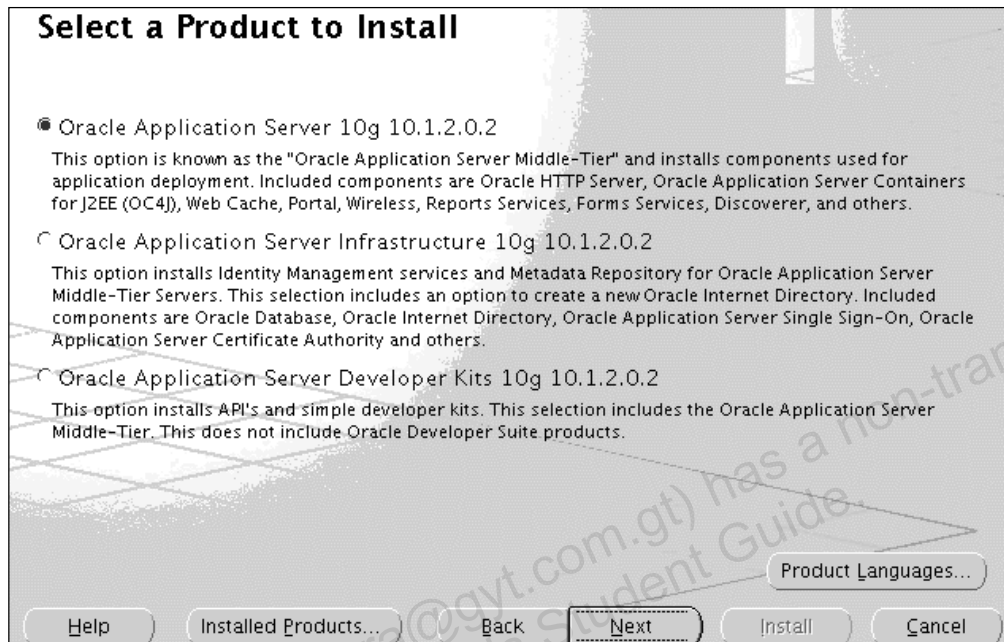 Select a Product to Install
Oracle Application Server 10g 10.1.2.0.2
This option is known as the "Oracle Application Server Middle-Tier" and installs components used for
application deployment. Included components are Oracle HTTP Server, Oracle Application Server Containers
for J2EE (OC4J), Web Cache, Portal, Wireless, Reports Services, Forms Services, Discoverer, and others.
Oracle Application Server Infrastructure 10g 10.1.2.0.2
This option installs Identity Management services and Metadata Repository for Oracle Application Server
Middle-Tier Servers. This selection includes an option to create a new Oracle Internet Directory. Included
components are Oracle Database, Oracle Internet Directory, Oracle Application Server Single Sign-On, Oracle
Application Server Certificate Authority and others.
Oracle Application Server Developer Kits 10g 10.1.2.0.2
This option installs API's and simple developer kits. This selection includes the Oracle Application Server
Middle-Tier. This does not include Oracle Developer Suite products.
has a non-tran
@gyt.com.gt)
Student Guide.
Product Languages...
Help
Installed Products...
Back
Next
Install
Cancel